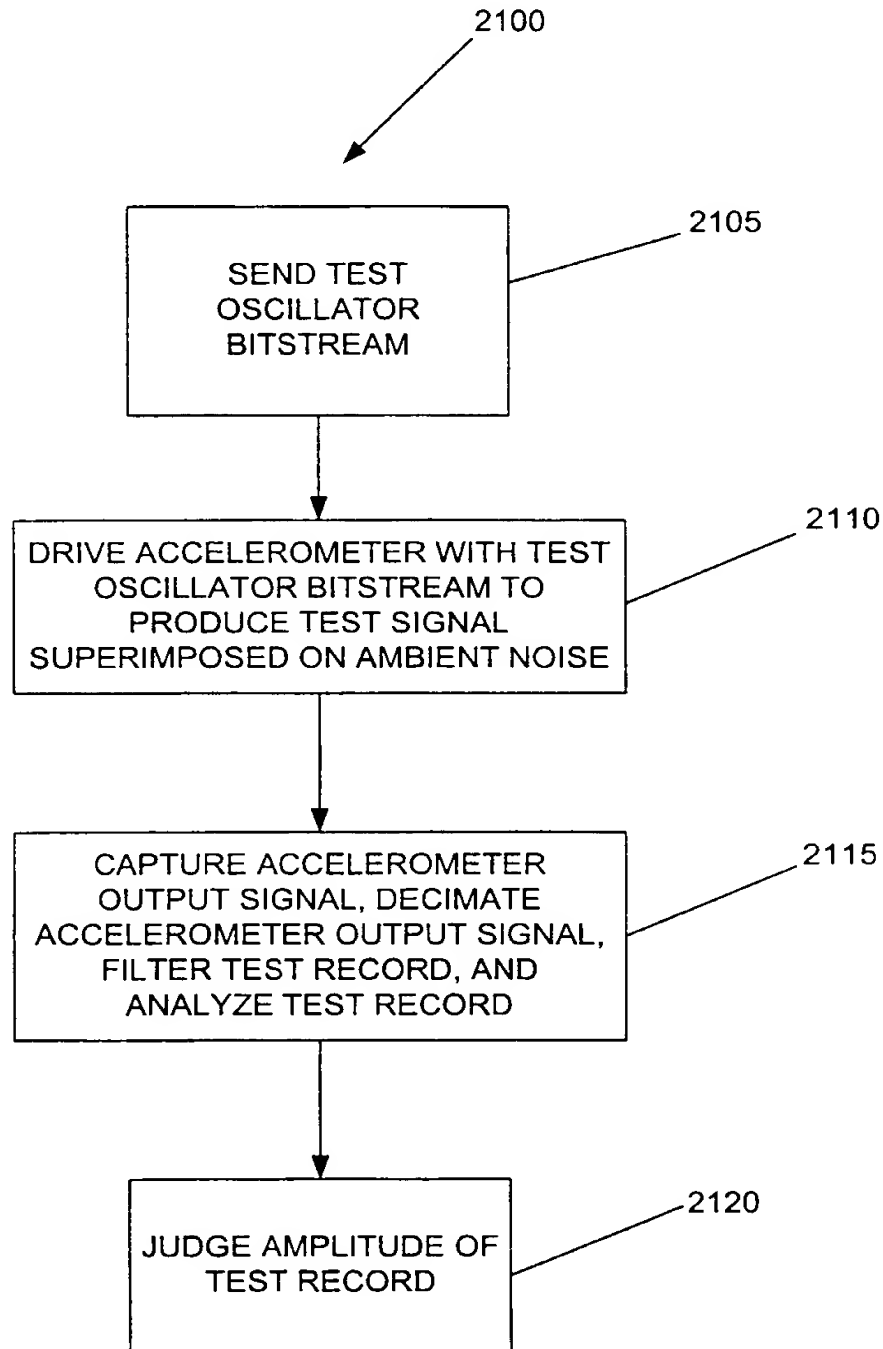 2100
2105
SEND TEST
OSCILLATOR
BITSTREAM
2110
DRIVE ACCELEROMETER WITH TEST
OSCILLATOR BITSTREAM TO
PRODUCE TEST SIGNAL
SUPERIMPOSED ON AMBIENT NOISE
2115
CAPTURE ACCELEROMETER
OUTPUT SIGNAL, DECIMATE
ACCELEROMETER OUTPUT SIGNAL,
FILTER TEST RECORD, AND
ANALYZE TEST RECORD
2120
JUDGE AMPLITUDE OF
TEST RECORD